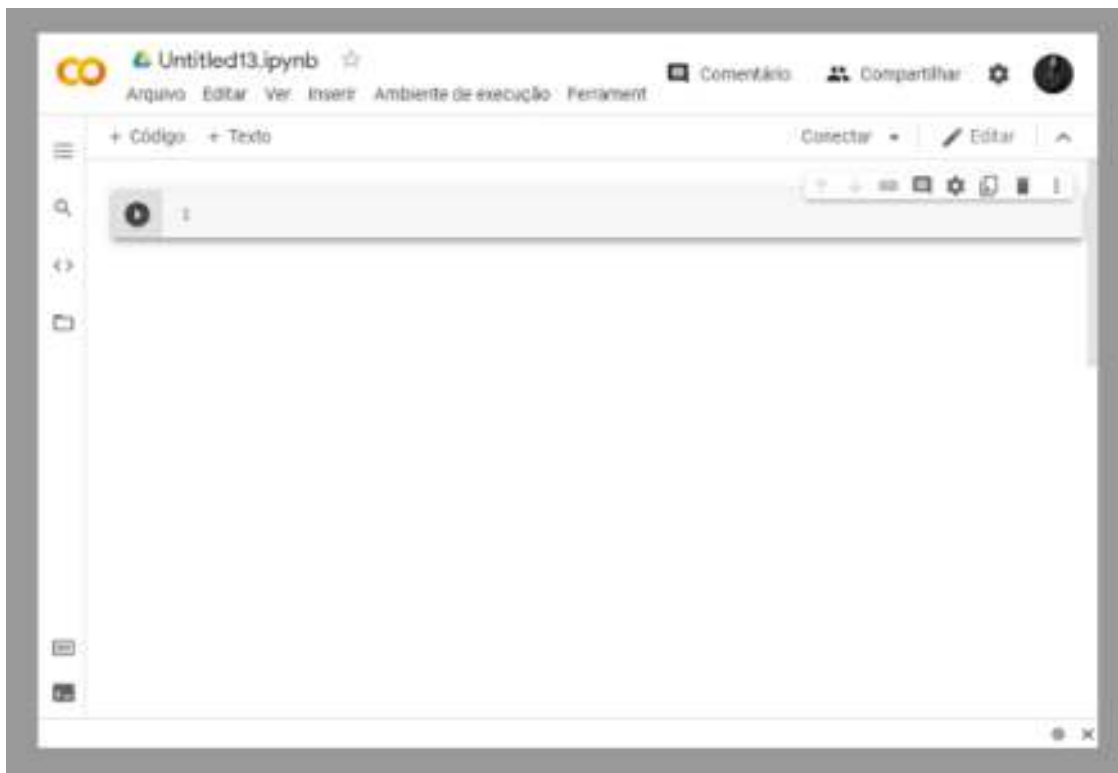 CO Untitled13.ipynb
Comentário Compartilhar
Arquivo Editar Ver Inserir Ambiente de execução Ferrament
+ Código + Texto Conectar Editar
1